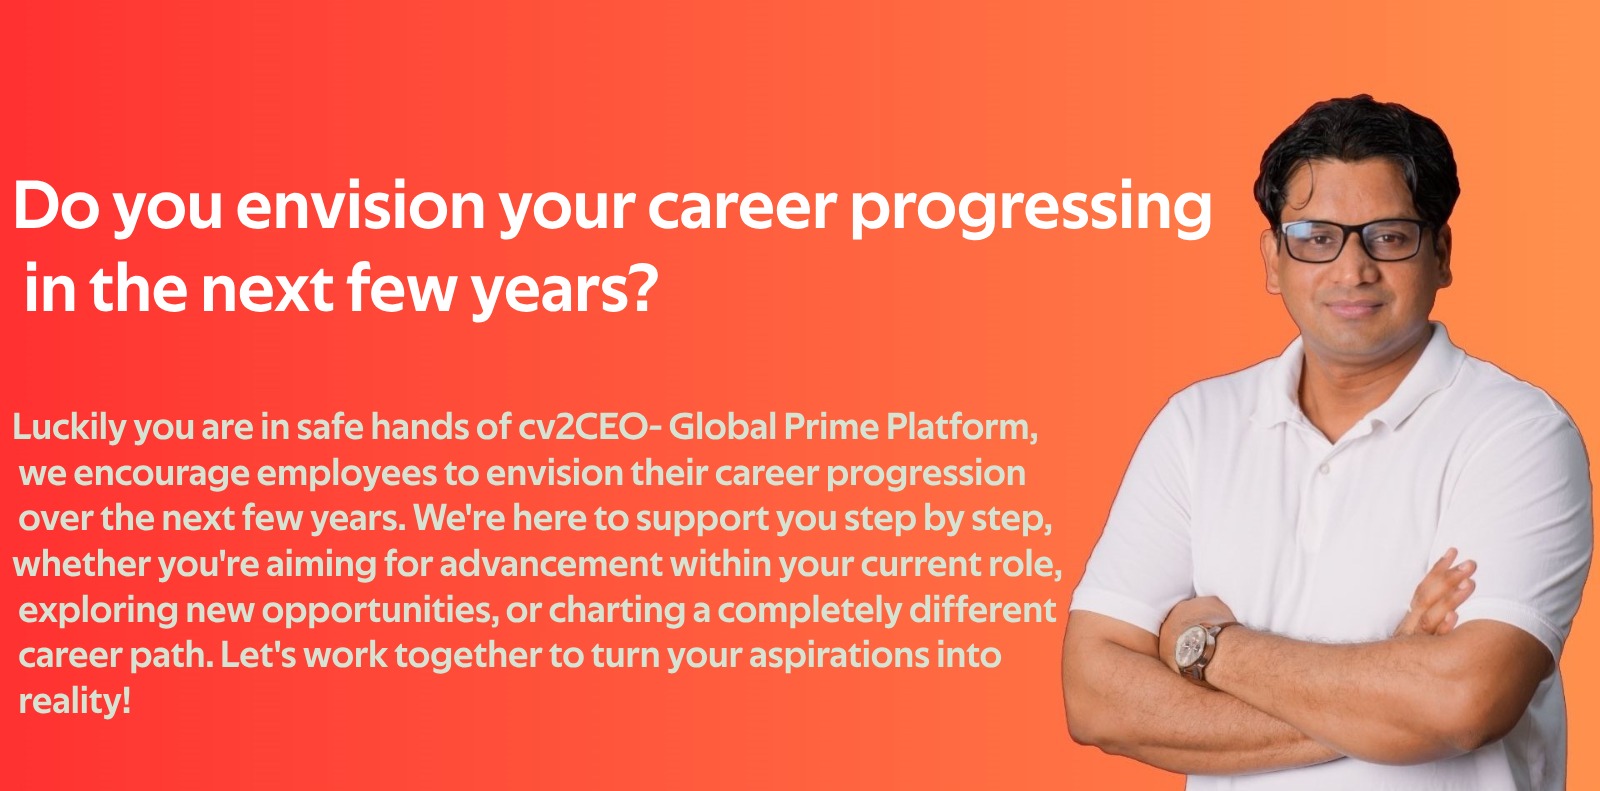 Do you envision your career progressing
in the next few years?
Luckily you are in safe hands of cv2CEO- Global Prime Platform,
we encourage employees to envision their career progression
over the next few years. We're here to support you step by step,
whether you're aiming for advancement within your current role,
exploring new opportunities, or charting a completely different
career path. Let's work together to turn your aspirations into
reality!